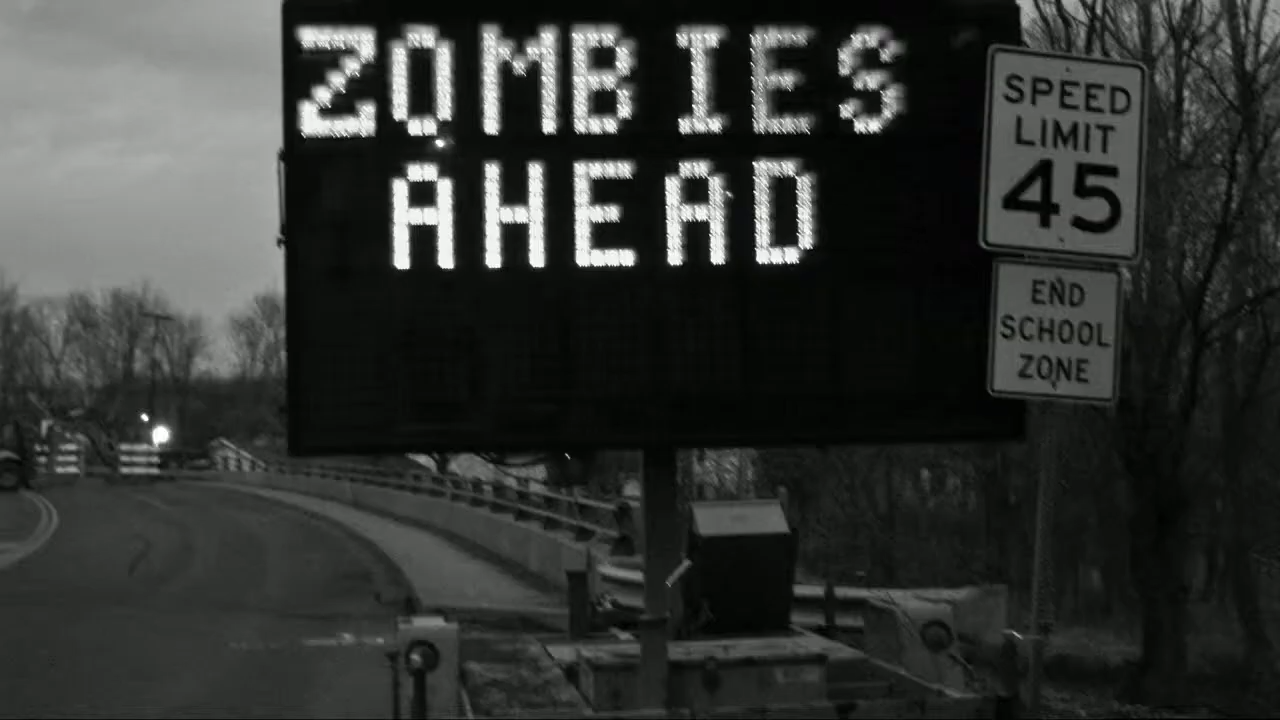 ZOMBIES
AHEAD
SPEED
LIMIT
45
END
SCHOOL
ZONE